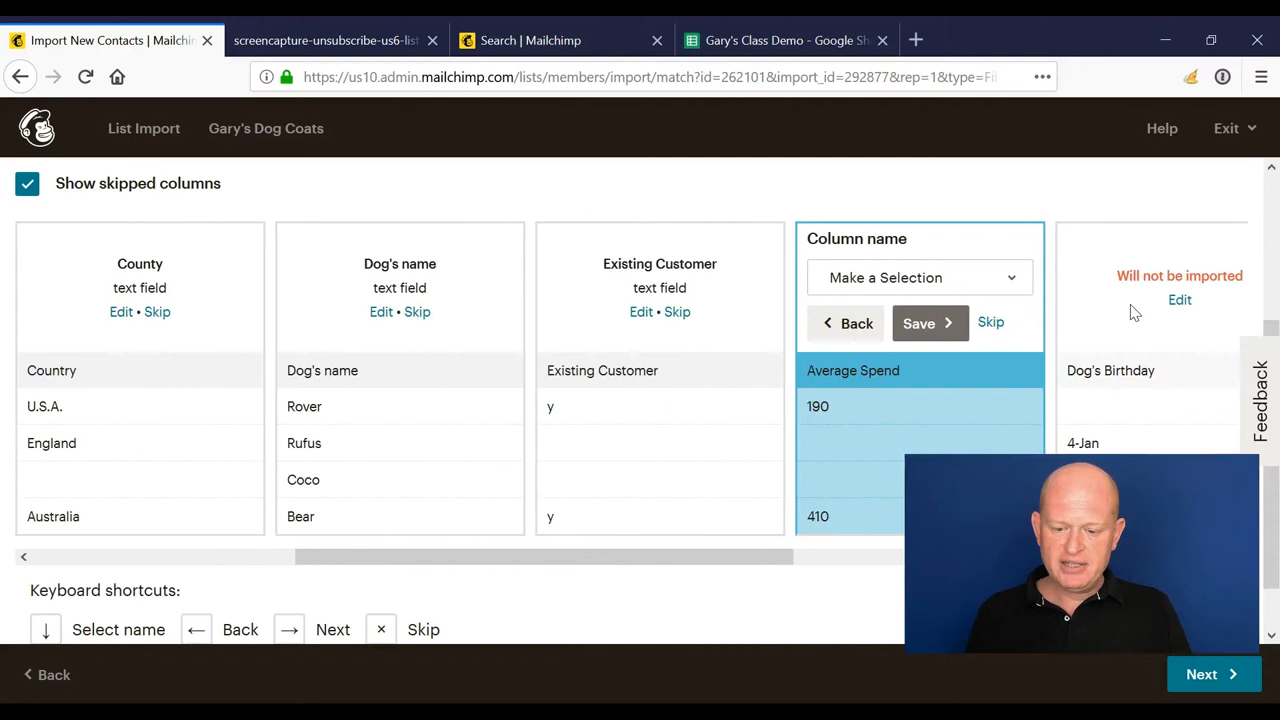 Import New Contacts | Mailchin
screencapture-unsubscribe-us6-list
Search | Mailchimp
Gary's Class Demo - Google Sh
https://us10.admin.mailchimp.com/lists/members/import/match?id=262101&import_id=292877&rep=1&type=Fi
List Import
Gary's Dog Coats
Help
Exit
Show skipped columns
County
text field
Edit • Skip
Dog's name
text field
Edit • Skip
Existing Customer
text field
Edit • Skip
Column name
Make a Selection
Back
Save
Skip
Will not be imported
Edit
Country
Dog's name
Existing Customer
Average Spend
Dog's Birthday
U.S.A.
Rover
y
190
England
Rufus
4-Jan
Coco
Australia
Bear
y
410
Feedback
Keyboard shortcuts:
Select name
Back
Next
Skip
Back
Next